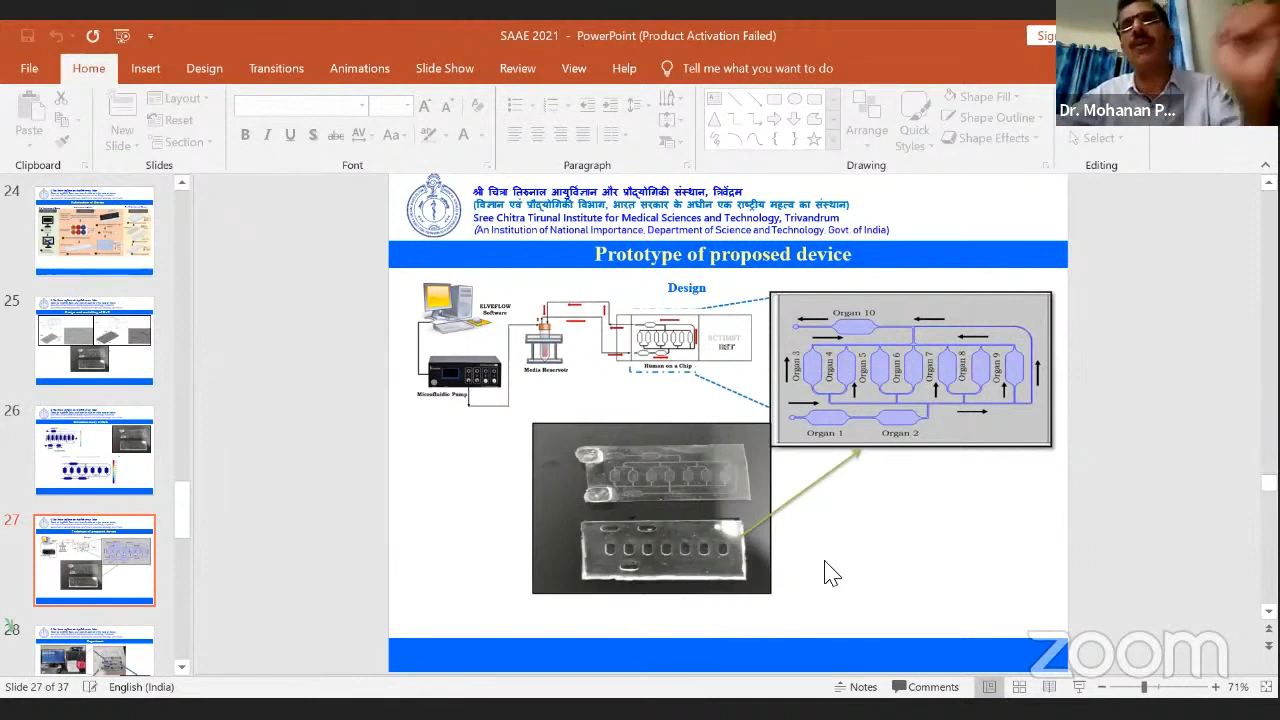 SAAE 2021 - PowerPoint (Product Activation Failed)
Sig
File Home Insert Design Transitions Animations Slide Show Review View Help Tell me what you want to do
Paste
Clipboard
New Slide
Layout
Reset
Section
Slides
B I U S abc AV Aa A
Font
Paragraph
Arrange
Quick Styles
Shape Fill
Shape Outline
Shape Effects
Drawing
Select
Editing
Dr. Mohanan P...
24
25
26
27
28
श्री चित्रा तिरुनाल आयुर्विज्ञान और प्रौद्योगिकी संस्थान, त्रिवेंद्रम
(विज्ञान एवं प्रौद्योगिकी विभाग, भारत सरकार के अधीन एक राष्ट्रीय महत्व का संस्थान)
Sree Chitra Tirunal Institute for Medical Sciences and Technology, Trivandrum
(An Institution of National Importance, Department of Science and Technology, Govt. of India)
Prototype of proposed device
Design
ELVEFLOW
Software
Microfluidic Pump
Media Reservoir
Human on a Chip
SCTIMST
Organ 10
Organ 3
Organ 4
Organ 5
Organ 6
Organ 7
Organ 8
Organ 9
Organ 1
Organ 2
zoom
Slide 27 of 37 English (India) Notes Comments 71%